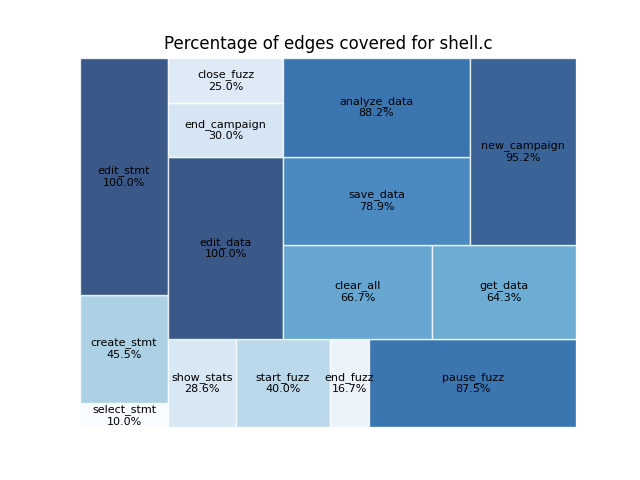 Percentage of edges covered for shell.c
edit_stmt
100.0%
create_stmt
45.5%
select_stmt
10.0%
close_fuzz
25.0%
end_campaign
30.0%
edit_data
100.0%
show_stats
28.6%
start_fuzz
40.0%
end_fuzz
16.7%
pause_fuzz
87.5%
clear_all
66.7%
get_data
64.3%
save_data
78.9%
analyze_data
88.2%
new_campaign
95.2%